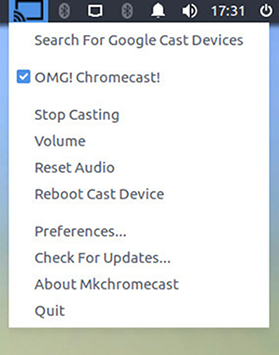 17:31
Search For Google Cast Devices
OMG! Chromecast!
Stop Casting
Volume
Reset Audio
Reboot Cast Device
Preferences...
Check For Updates...
About Mkchromecast
Quit